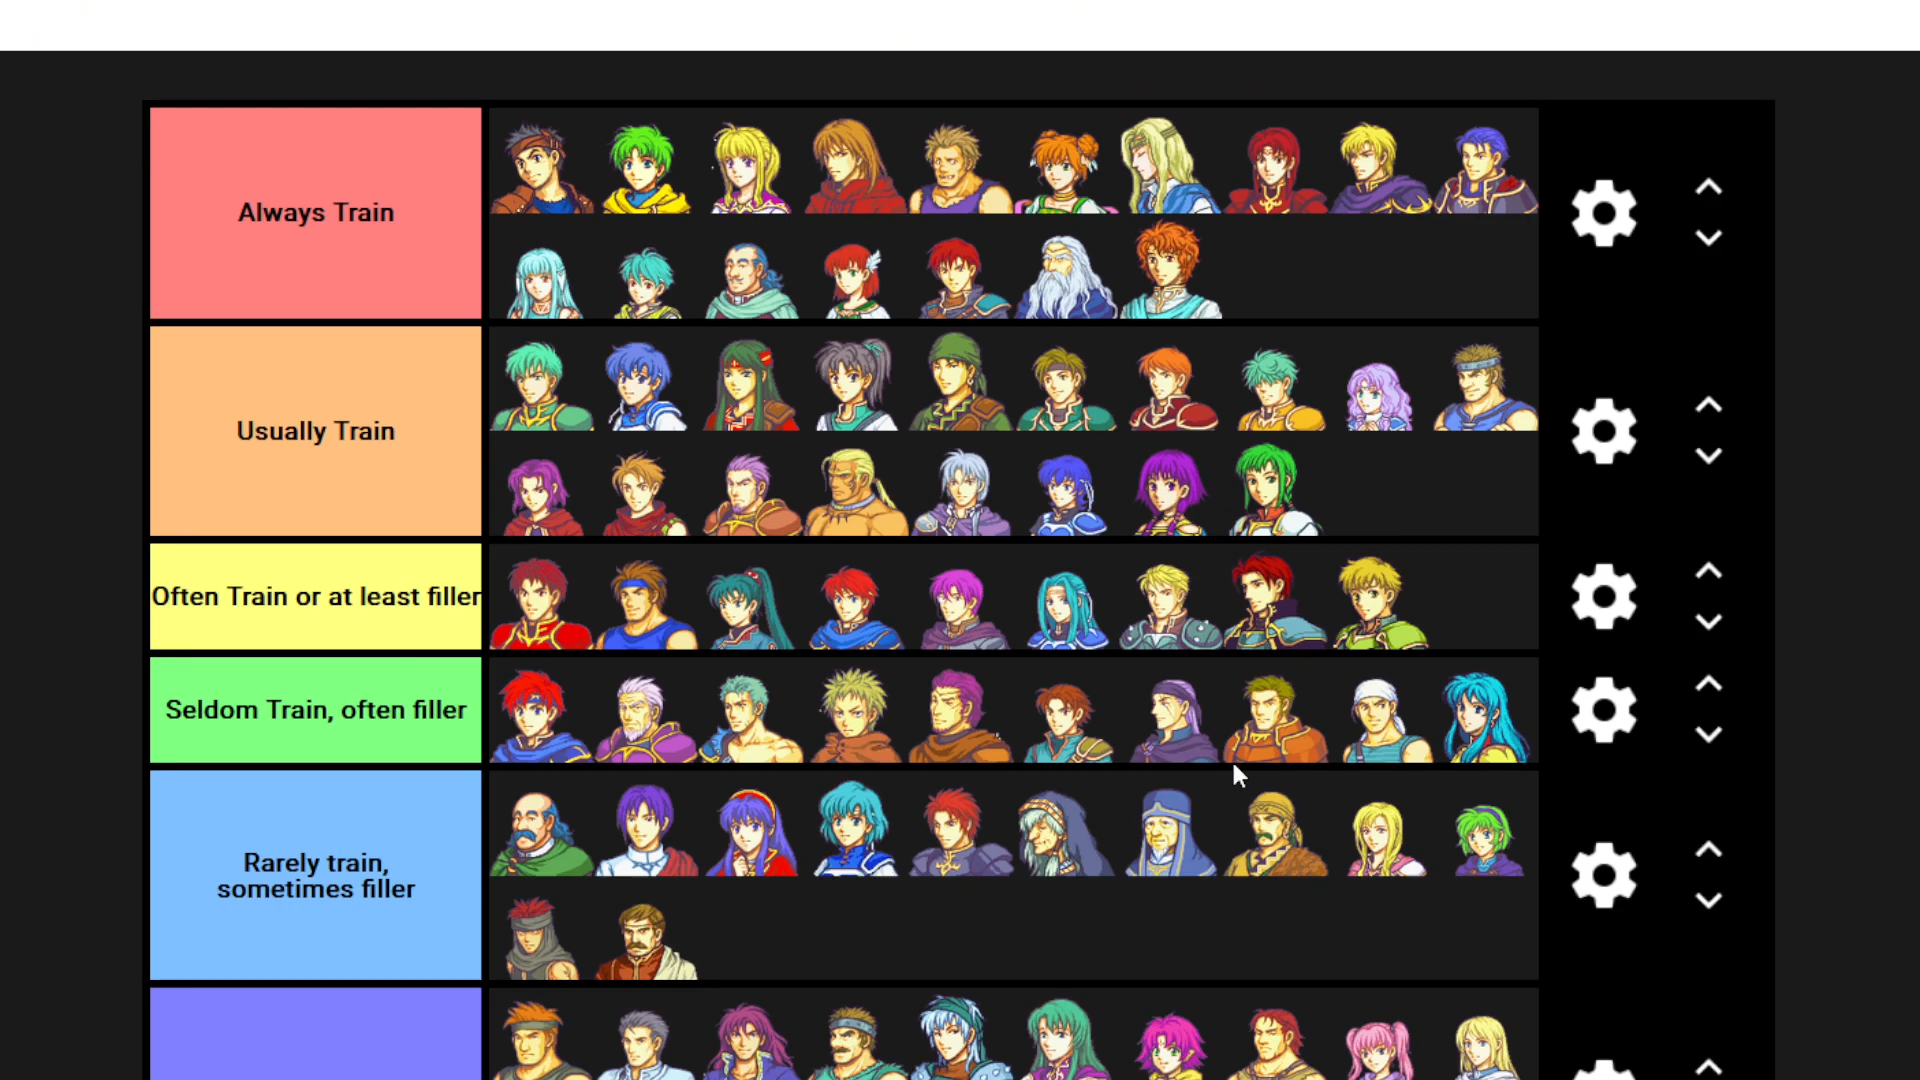 Always Train
Usually Train
Often Train or at least filler
Seldom Train, often filler
Rarely train,
sometimes filler